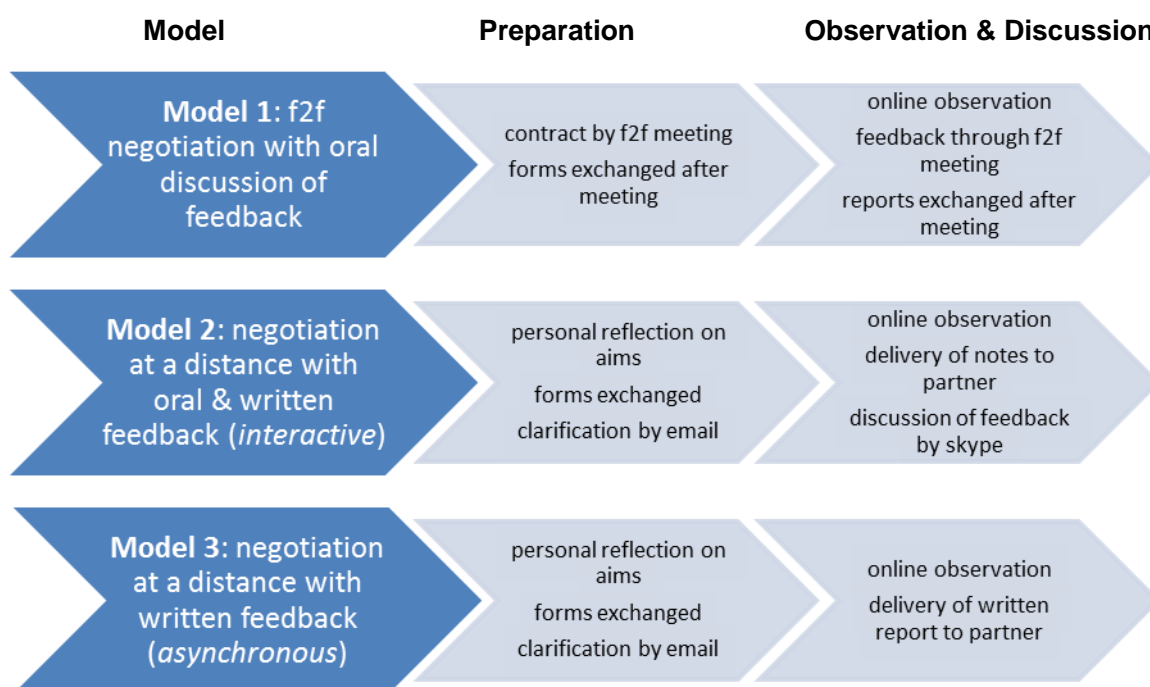 Model
Preparation
Observation & Discussion
Model 1: f2f
negotiation with oral
discussion of
feedback
contract by f2f meeting
forms exchanged after
meeting
online observation
feedback through f2f
meeting
reports exchanged after
meeting
Model 2: negotiation
at a distance with
oral & written
feedback (interactive)
personal reflection on
aims
forms exchanged
clarification by email
online observation
delivery of notes to
partner
discussion of feedback
by skype
Model 3: negotiation
at a distance with
written feedback
(asynchronous)
personal reflection on
aims
forms exchanged
clarification by email
online observation
delivery of written
report to partner